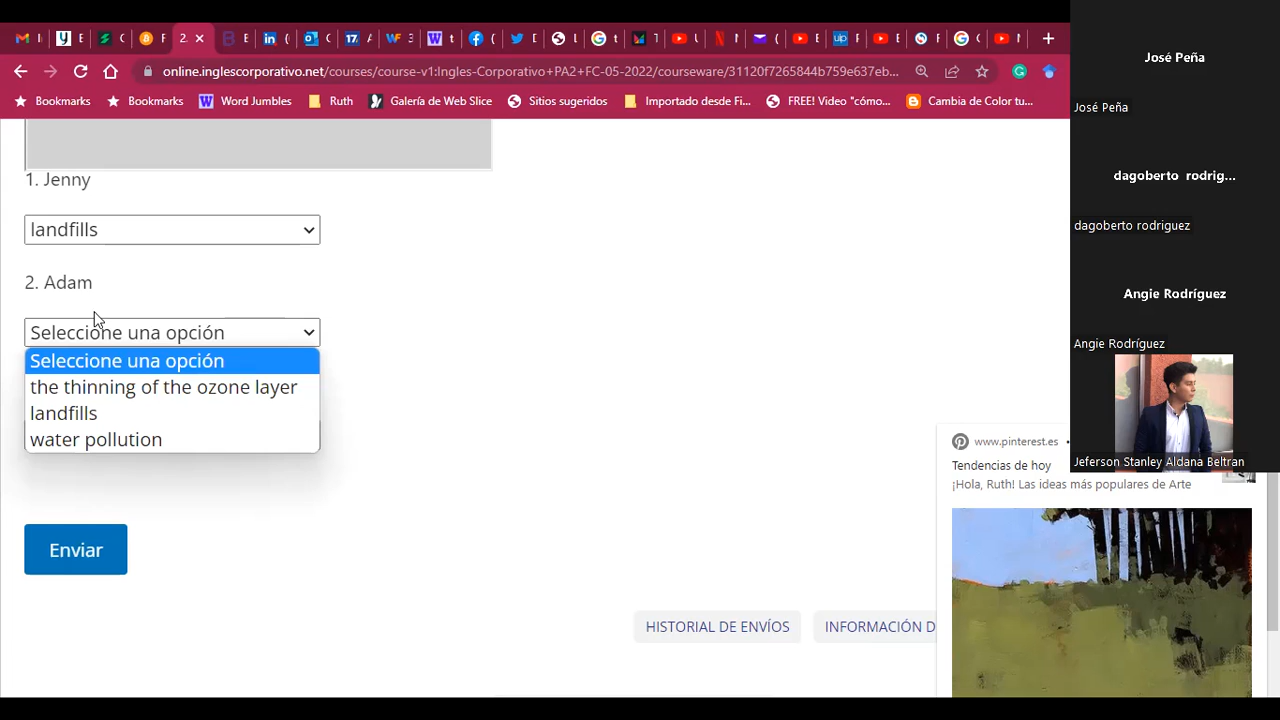 17
W
online.inglescorporativo.net/courses/course-v1:Ingles-Corporativo+PA2+FC-05-2022/courseware/31120f7265844b759e637eb...
Bookmarks
Bookmarks
Word Jumbles
Ruth
Galería de Web Slice
Sitios sugeridos
Importado desde Fi...
FREE! Video "cómo...
Cambia de Color tu...
1. Jenny
landfills
2. Adam
Seleccione una opción
Seleccione una opción
the thinning of the ozone layer
landfills
water pollution
Enviar
HISTORIAL DE ENVÍOS
INFORMACIÓN D
José Peña
José Peña
dagoberto rodrig...
dagoberto rodriguez
Angie Rodríguez
Angie Rodríguez
Jeferson Stanley Aldana Beltran
www.pinterest.es •
Tendencias de hoy
¡Hola, Ruth! Las ideas más populares de Arte